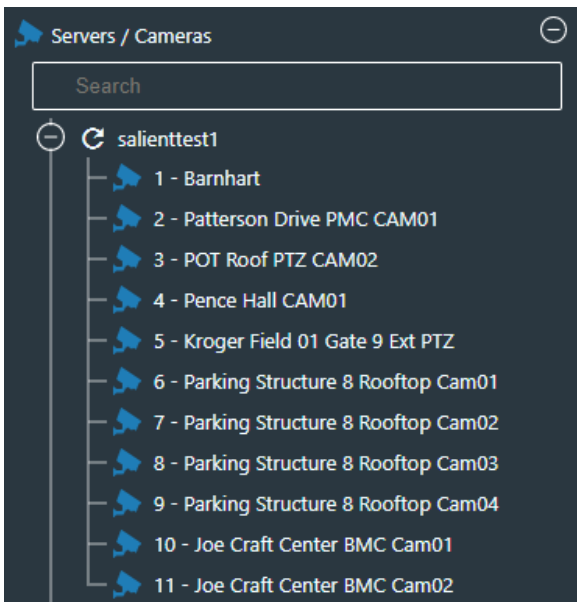 Servers / Cameras
Search
salienttest1
1 - Barnhart
2 - Patterson Drive PMC CAM01
3 - POT Roof PTZ CAM02
4 - Pence Hall CAM01
5 - Kroger Field 01 Gate 9 Ext PTZ
6 - Parking Structure 8 Rooftop Cam01
7 - Parking Structure 8 Rooftop Cam02
8 - Parking Structure 8 Rooftop Cam03
9 - Parking Structure 8 Rooftop Cam04
10 - Joe Craft Center BMC Cam01
11 - Joe Craft Center BMC Cam02